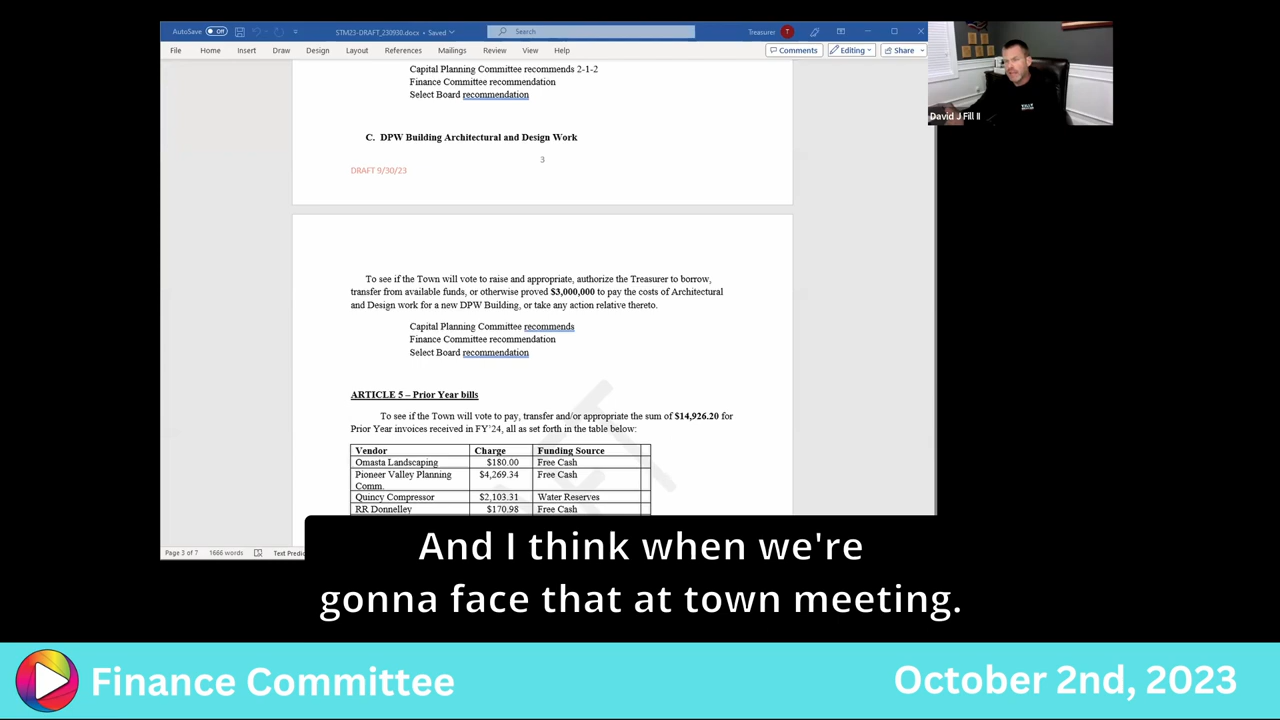 AutoSave Off
STM23-DRAFT_230930.docx • Saved
Search
Treasurer T
File Home Insert Draw Design Layout References Mailings Review View Help
Comments Editing Share
David J Fill II
Capital Planning Committee recommends 2-1-2
Finance Committee recommendation
Select Board recommendation
C. DPW Building Architectural and Design Work
3
DRAFT 9/30/23
To see if the Town will vote to raise and appropriate, authorize the Treasurer to borrow,
transfer from available funds, or otherwise proved $3,000,000 to pay the costs of Architectural
and Design work for a new DPW Building, or take any action relative thereto.
Capital Planning Committee recommends
Finance Committee recommendation
Select Board recommendation
ARTICLE 5 – Prior Year bills
To see if the Town will vote to pay, transfer and/or appropriate the sum of $14,926.20 for
Prior Year invoices received in FY'24, all as set forth in the table below:
Vendor Charge Funding Source
Omasta Landscaping $180.00 Free Cash
Pioneer Valley Planning $4,269.34 Free Cash
Comm.
Quincy Compressor $2,103.31 Water Reserves
RR Donnelley $170.98 Free Cash
Page 3 of 7 1666 words
And I think when we're
gonna face that at town meeting.
Finance Committee
October 2nd, 2023